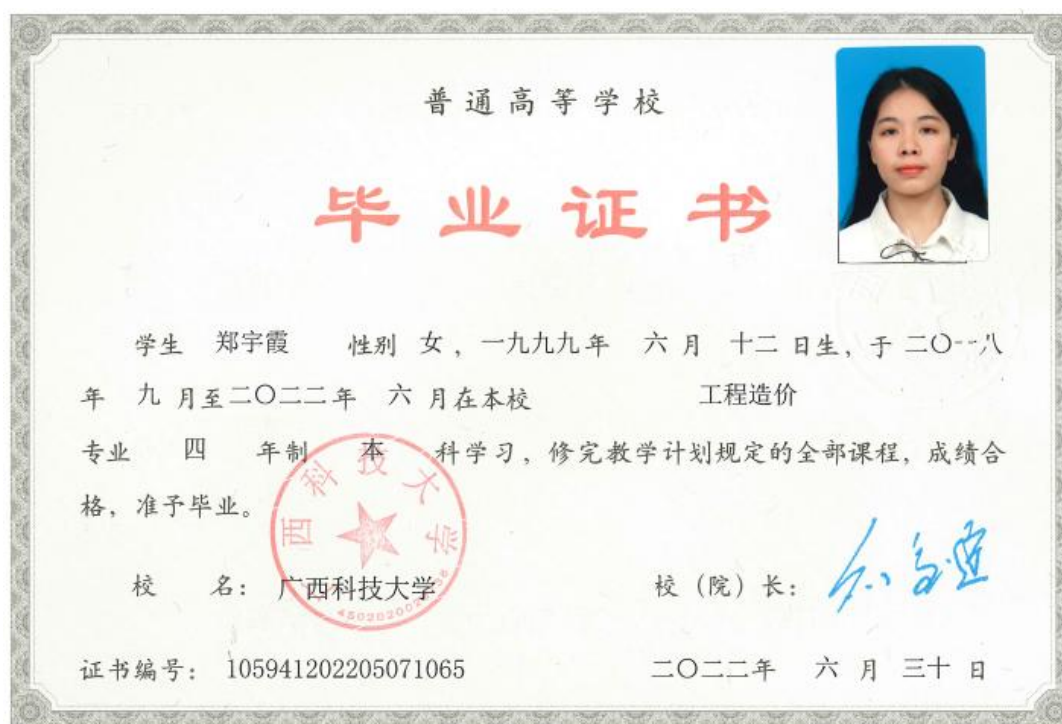 普通高等学校
毕业证书
学生 郑宇霞 性别 女，一九九九年 六月 十二 日生，于 二〇一八
年 九 月至二〇二二年 六 月在本校 工程造价
专业 四 年制 本 科学习，修完教学计划规定的全部课程，成绩合
格，准予毕业。
西科技大学
校 名：广西科技大学
校（院）长：
证书编号：105941202205071065
二〇二二年 六 月 三十 日